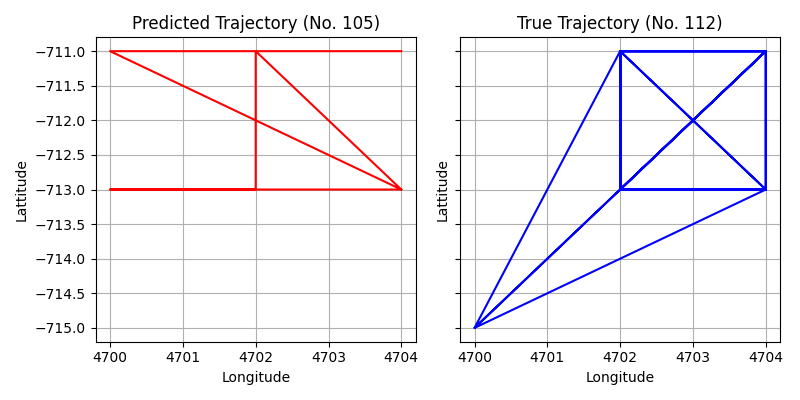 Predicted Trajectory (No. 105)
True Trajectory (No. 112)
−711.0
−711.5
−712.0
−712.5
−713.0
−713.5
−714.0
−714.5
−715.0
Lattitude
Lattitude
4700 4701 4702 4703 4704
4700 4701 4702 4703 4704
Longitude
Longitude